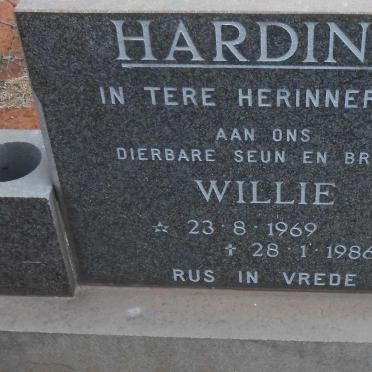 HARDIN
IN TERE HERINNER
AAN ONS
DIERBARE SEUN EN BR
WILLIE
☆ 23·8·1969
✝ 28·1·1986
RUS IN VREDE